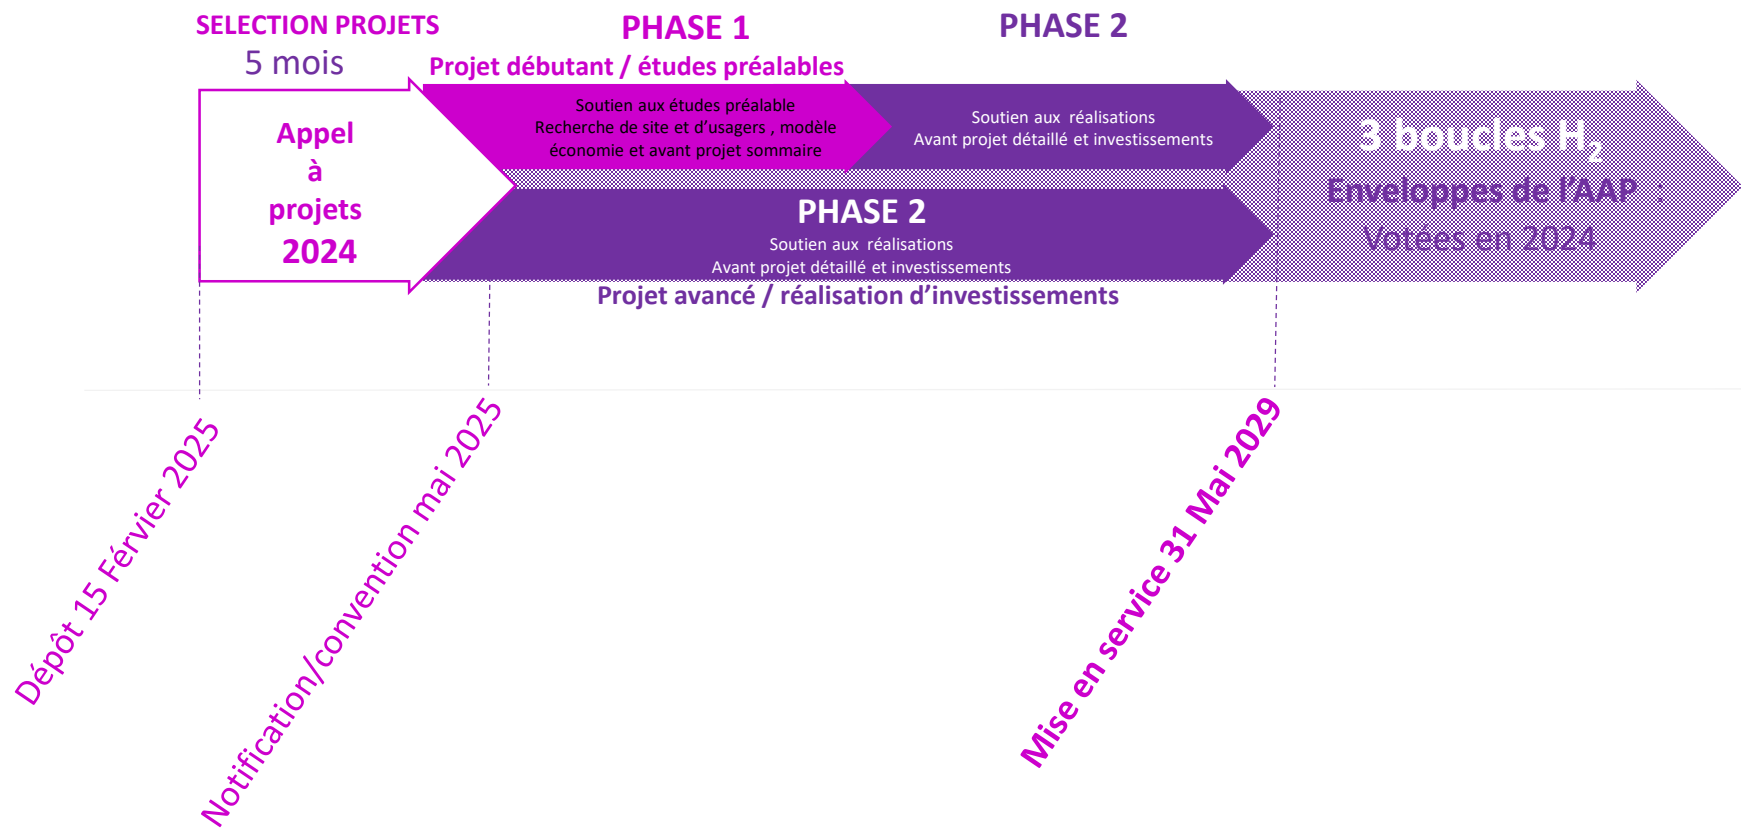 SELECTION PROJETS
5 mois
PHASE 1
Projet débutant / études préalables
PHASE 2
Appel
à
projets
2024
Soutien aux études préalable
Recherche de site et d'usagers , modèle
économie et avant projet sommaire
Soutien aux réalisations
Avant projet détaillé et investissements
PHASE 2
Soutien aux réalisations
Avant projet détaillé et investissements
Projet avancé / réalisation d'investissements
3 boucles H₂
Enveloppes de l'AAP :
Votées en 2024
Dépôt 15 Férvier 2025
Notification/convention mai 2025
Mise en service 31 Mai 2029